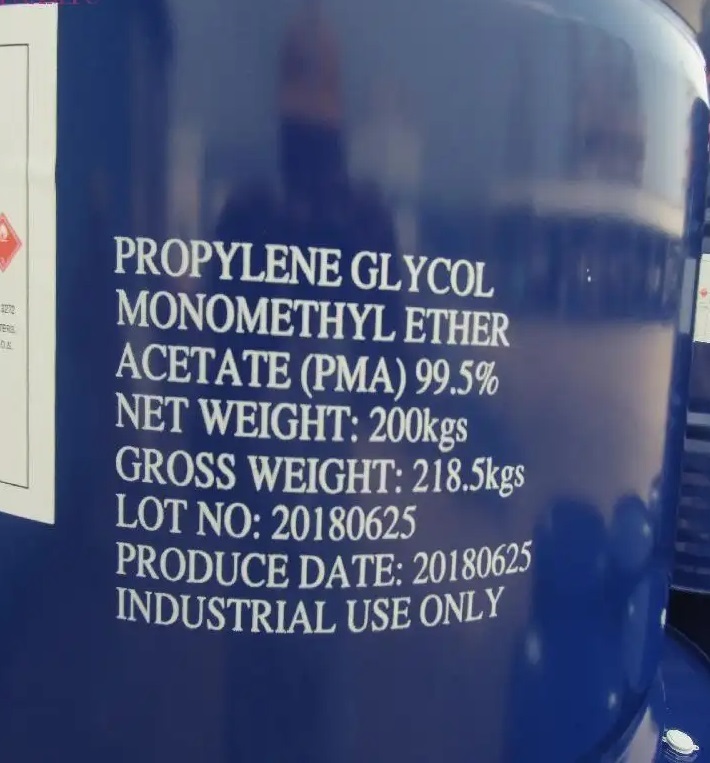 PROPYLENE GLYCOL
MONOMETHYL ETHER
ACETATE (PMA) 99.5%
NET WEIGHT: 200kgs
GROSS WEIGHT: 218.5kgs
LOT NO: 20180625
PRODUCE DATE: 20180625
INDUSTRIAL USE ONLY
3272